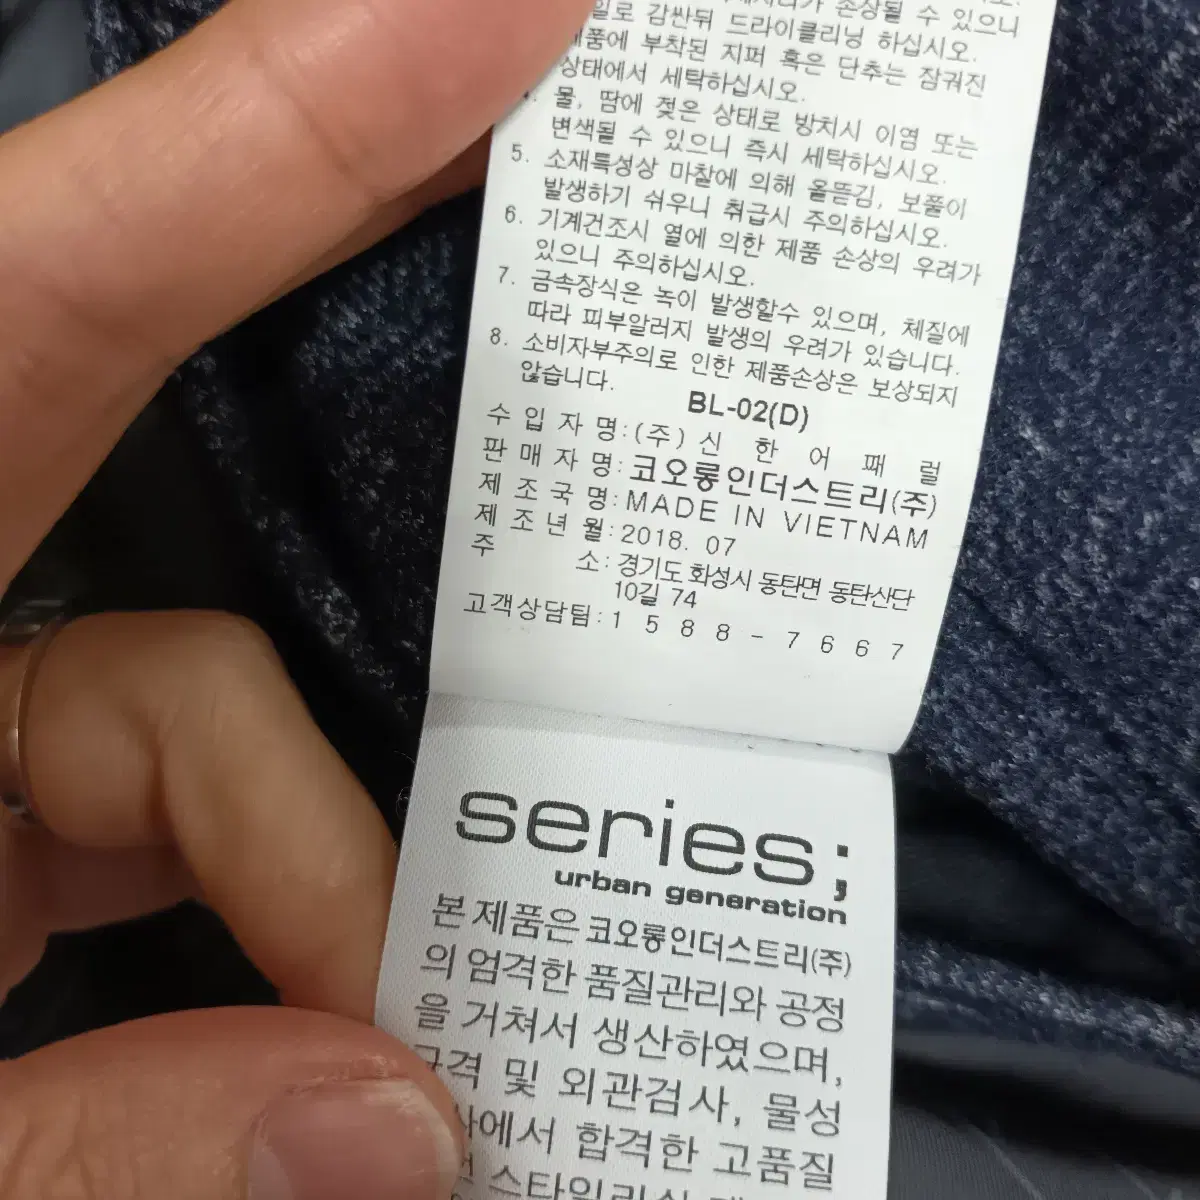 손상될 수 있으니
감싼뒤 드라이클리닝 하십시오.
부착된 지퍼 혹은 단추는 잠궈진
상태에서 세탁하십시오.
물, 땀에 젖은 상태로 방치시 이염 또는
변색될 수 있으니 즉시 세탁하십시오.
5. 소재특성상 마찰에 의해 올뜯김, 보풀이
발생하기 쉬우니 취급시 주의하십시오.
6. 기계건조시 열에 의한 제품 손상의 우려가
있으니 주의하십시오.
7. 금속장식은 녹이 발생할수 있으며, 체질에
따라 피부알러지 발생의 우려가 있습니다.
8. 소비자부주의로 인한 제품손상은 보상되지
않습니다.
BL-02(D)
수 입 자 명:(주) 신 한 어 패 럴
판 매 자 명:코오롱인더스트리(주)
제 조 국 명:MADE IN VIETNAM
제 조 년 월:2018. 07
주 소:경기도 화성시 동탄면 동탄산단
10길 74
고객상담팀:1 5 8 8 - 7 6 6 7
series;
urban generation
본 제품은 코오롱인더스트리(주)
의 엄격한 품질관리와 공정
을 거쳐서 생산하였으며,
규격 및 외관검사, 물성
합격한 고품질